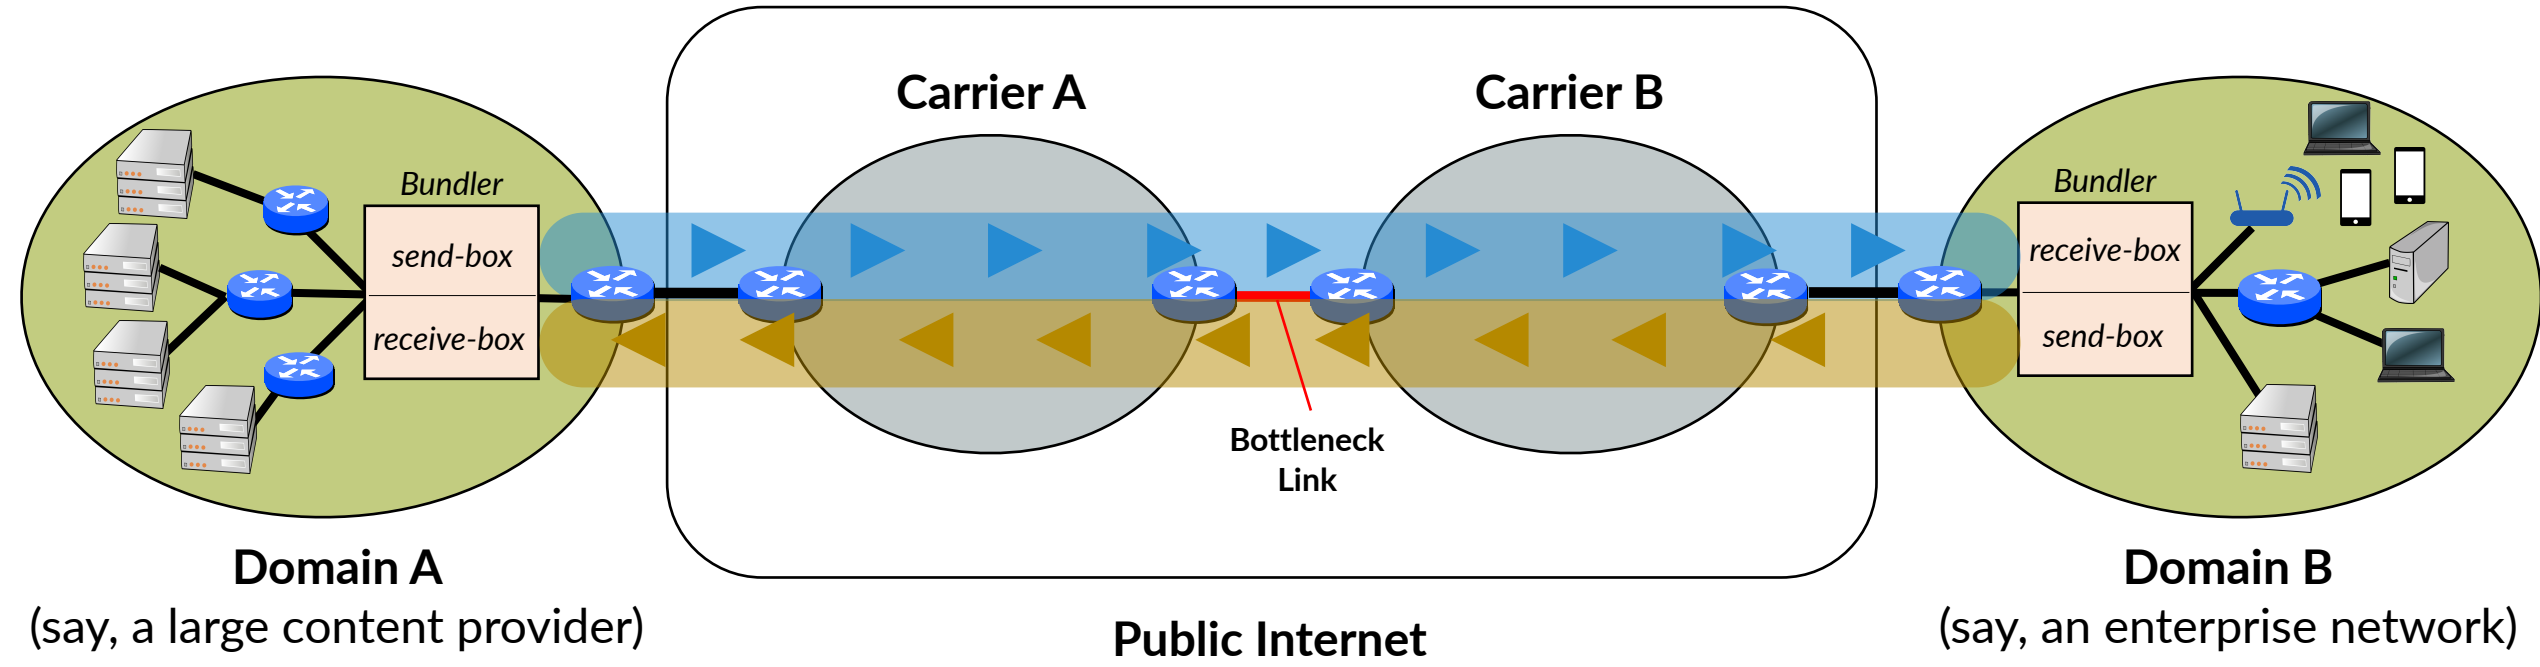 Carrier A
Carrier B
Bundler
send-box
receive-box
Bundler
receive-box
send-box
Bottleneck
Link
Domain A
(say, a large content provider)
Public Internet
Domain B
(say, an enterprise network)